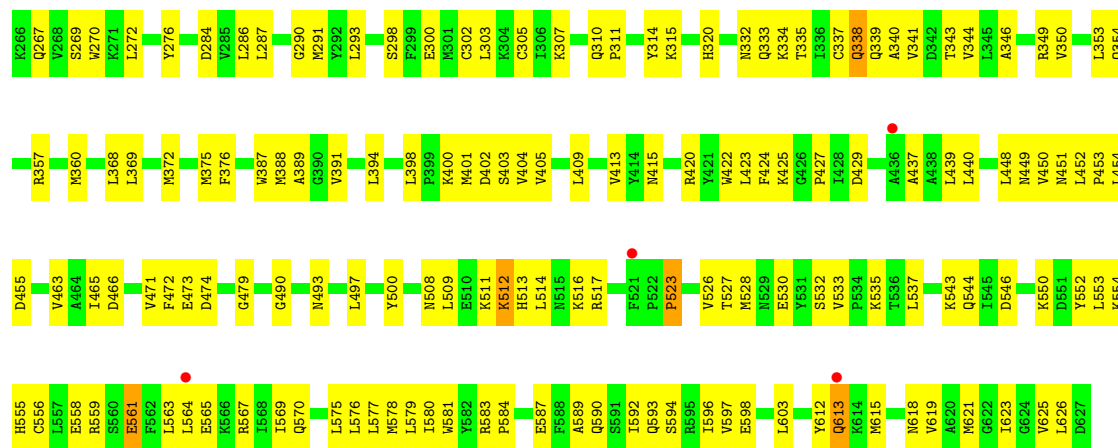 K266 Q267 V268 S269 W270 K271 L272 Y276 D284 V285 L286 L287 G290 M291 Y292 L293 S298 F299 E300 M301 C302 L303 K304 C305 I306 K307 Q310 P311 Y314 K315 H320 N332 Q333 K334 T335 I336 C337 Q338 Q339 A340 V341 D342 T343 V344 L345 A346 R349 V350 L353
R357 M360 L368 L369 M372 M375 F376 W387 M388 A389 G390 V391 L394 L398 P399 K400 M401 D402 S403 V404 V405 L409 V413 Y414 N415 R420 Y421 W422 L423 F424 K425 G426 P427 I428 D429 A436 A437 A438 L439 L440 L448 N449 V450 N451 L452 P453
D455 V463 A464 I465 D466 V471 F472 E473 D474 G479 G490 N493 L497 Y500 N508 L509 E510 K511 K512 H513 L514 N515 K516 R517 F521 P522 P523 V526 T527 M528 N529 E530 Y531 S532 V533 P534 K535 T536 L537 K543 Q544 I545 D546 K550 D551 Y552 L553
H555 C556 L557 E558 R559 S560 E561 F562 L563 L564 E565 K566 R567 I568 I569 Q570 L575 L576 L577 M578 L579 I580 W581 Y582 R583 P584 E587 F588 A589 Q590 S591 I592 Q593 S594 R595 I596 V597 E598 L603 Y612 Q613 K614 M615 N618 V619 A620 M621 G622 I623 G624 V625 L626 D627